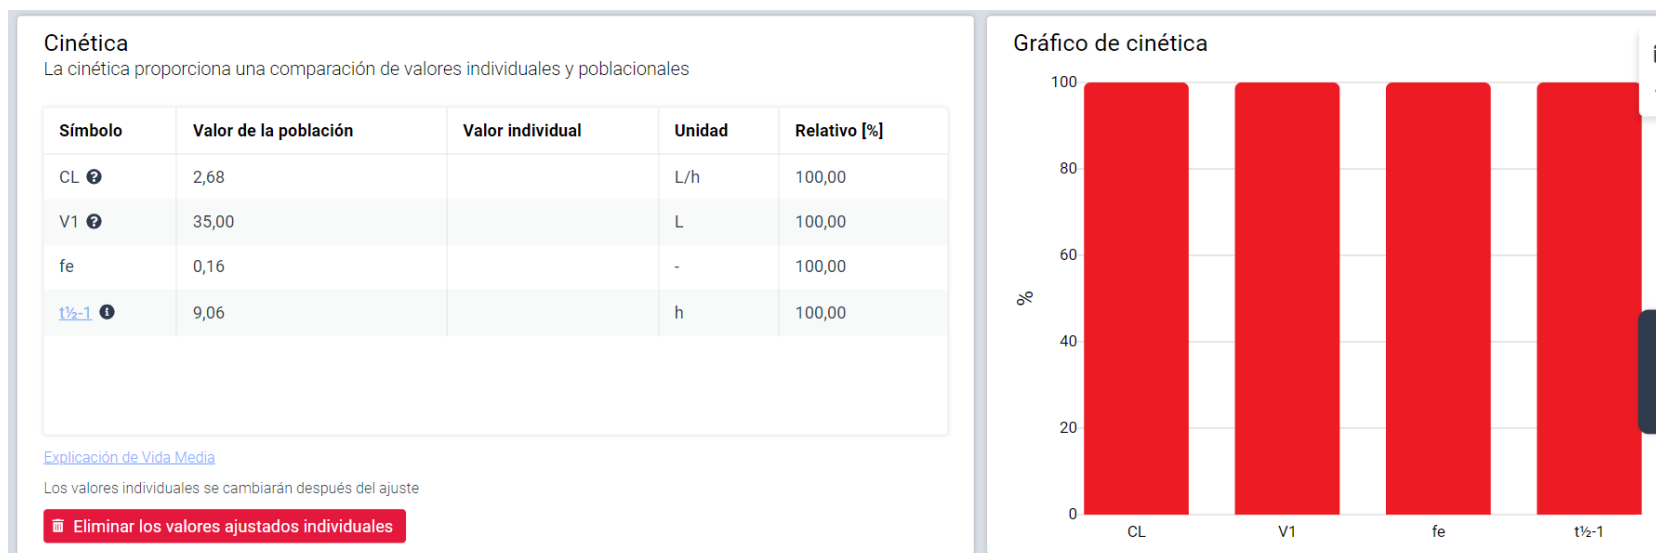 Cinética
La cinética proporciona una comparación de valores individuales y poblacionales
Símbolo Valor de la población Valor individual Unidad Relativo [%]
CL 2,68 L/h 100,00
V1 35,00 L 100,00
fe 0,16 - 100,00
t½-1 9,06 h 100,00
Explicación de Vida Media
Los valores individuales se cambiarán después del ajuste
Eliminar los valores ajustados individuales
Gráfico de cinética
100
80
60
40
20
0
%
CL V1 fe t½-1